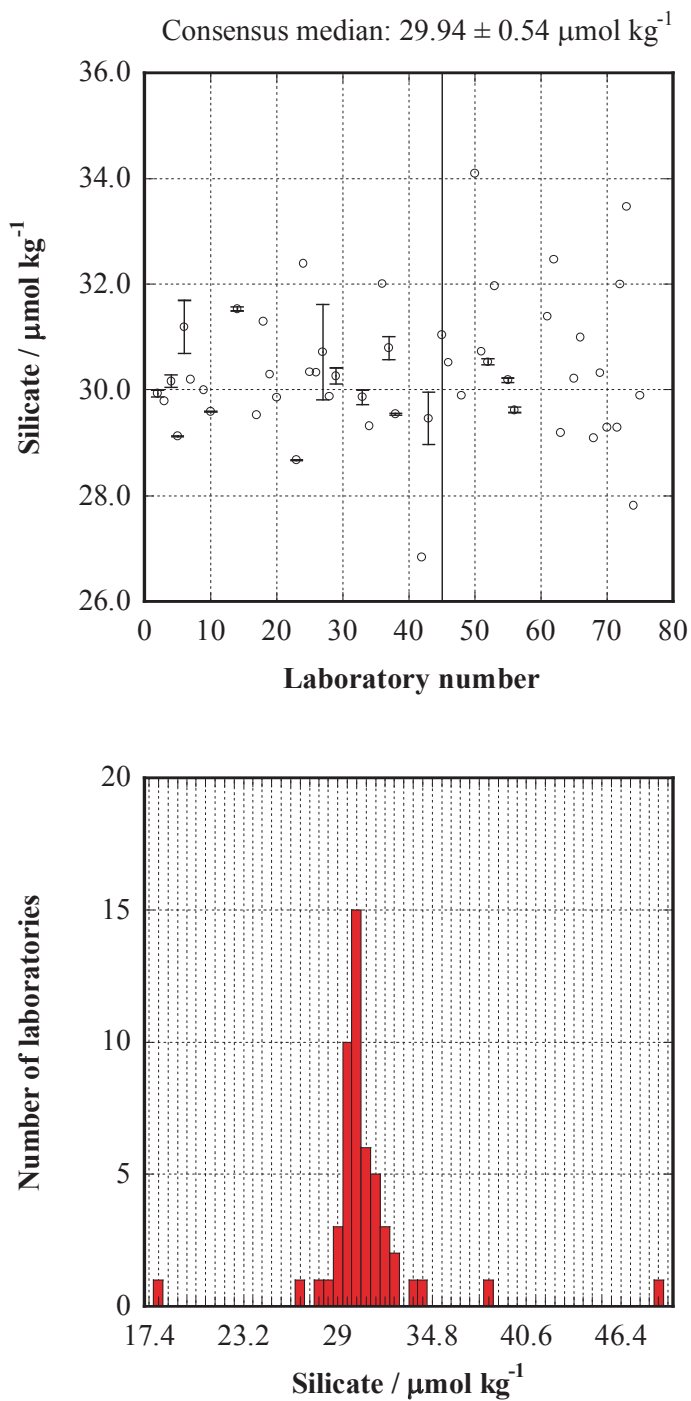 Consensus median: 29.94 ± 0.54 μmol kg⁻¹
36.0
34.0
32.0
30.0
28.0
26.0
Silicate / μmol kg⁻¹
0 10 20 30 40 50 60 70 80
Laboratory number
20
15
10
5
0
Number of laboratories
17.4 23.2 29 34.8 40.6 46.4
Silicate / μmol kg⁻¹